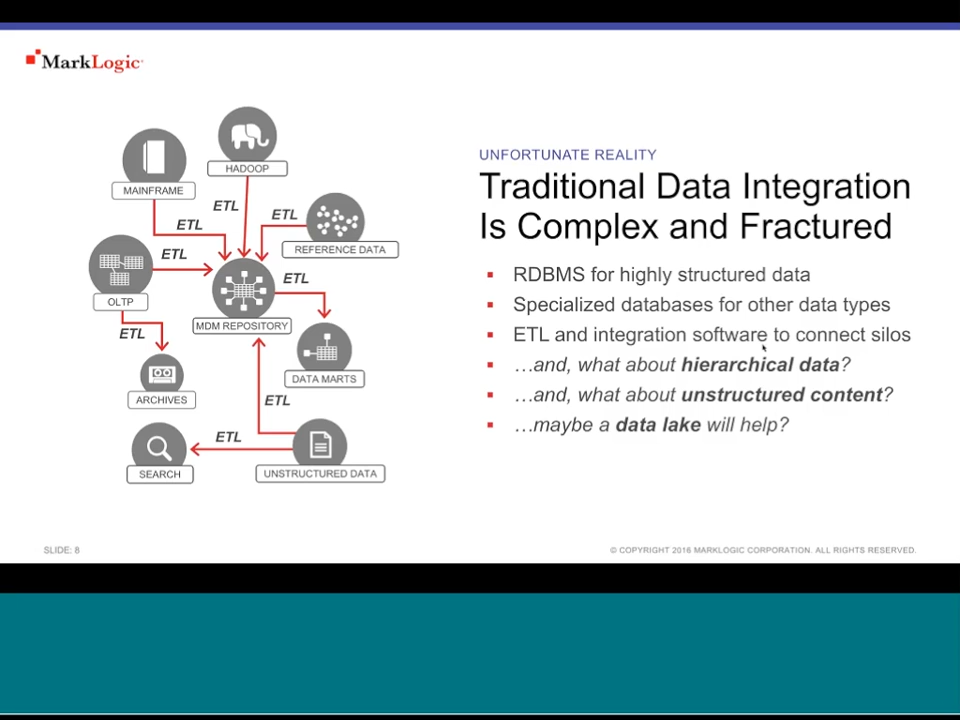 MarkLogic
HADOOP
MAINFRAME
ETL
ETL
ETL
REFERENCE DATA
ETL
OLTP
ETL
MDM REPOSITORY
ETL
DATA MARTS
ARCHIVES
ETL
ETL
SEARCH
UNSTRUCTURED DATA
UNFORTUNATE REALITY
Traditional Data Integration
Is Complex and Fractured
RDBMS for highly structured data
Specialized databases for other data types
ETL and integration software to connect silos
…and, what about hierarchical data?
…and, what about unstructured content?
…maybe a data lake will help?
SLIDE: 8
© COPYRIGHT 2016 MARKLOGIC CORPORATION. ALL RIGHTS RESERVED.